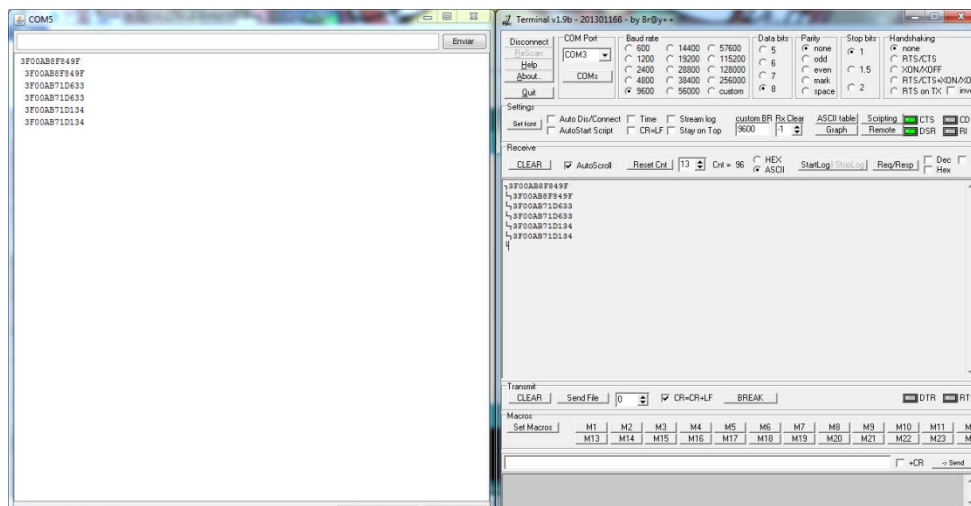 COM5
Enviar
3F00AB8F849F
3F00AB8F849F
3F00AB71D633
3F00AB71D633
3F00AB71D134
3F00AB71D134
Terminal v1.9b - 20130116ß - by Br@y++
Disconnect
ReScan
Help
About..
Quit
COM Port
COM3
COMs
Baud rate
600 14400 57600
1200 19200 115200
2400 28800 128000
4800 38400 256000
9600 56000 custom
Data bits
5
6
7
8
Parity
none
odd
even
mark
space
Stop bits
1
1.5
2
Handshaking
none
RTS/CTS
XON/XOFF
RTS/CTS+XON/XO
RTS on TX inve
Settings
Set font
Auto Dis/Connect Time Stream log custom BR Rx Clear ASCII table Scripting CTS CD
AutoStart Script CR=LF Stay on Top 9600 -1 Graph Remote DSR RI
Receive
CLEAR AutoScroll Reset Cnt 13 Cnt = 96 HEX ASCII StartLog StopLog Req/Resp Dec Hex
3F00AB8F849F
3F00AB8F849F
3F00AB71D633
3F00AB71D633
3F00AB71D134
3F00AB71D134
Transmit
CLEAR Send File 0 CR=CR+LF BREAK DTR RT
Macros
Set Macros M1 M2 M3 M4 M5 M6 M7 M8 M9 M10 M11 M
M13 M14 M15 M16 M17 M18 M19 M20 M21 M22 M23 M
+CR -> Send